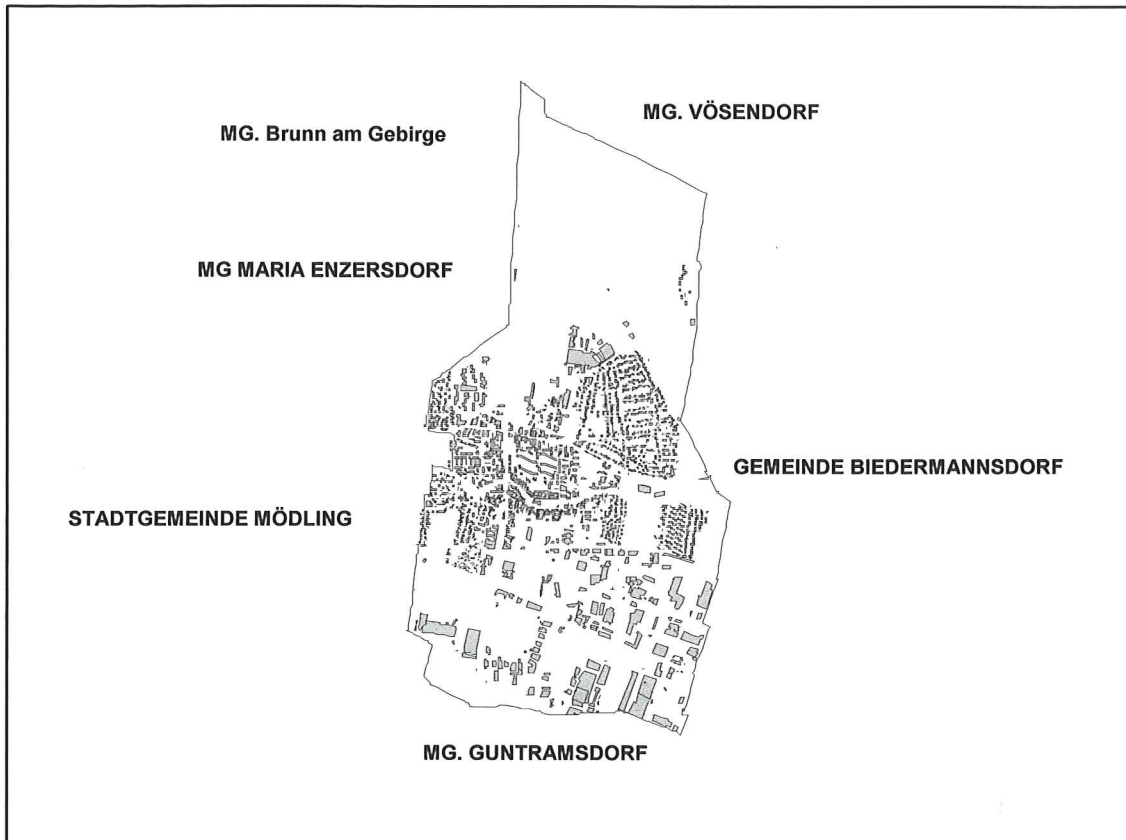 MG. VÖSENDORF
MG. Brunn am Gebirge
MG MARIA ENZERSDORF
GEMEINDE BIEDERMANNSDORF
STADTGEMEINDE MÖDLING
MG. GUNTRAMSDORF